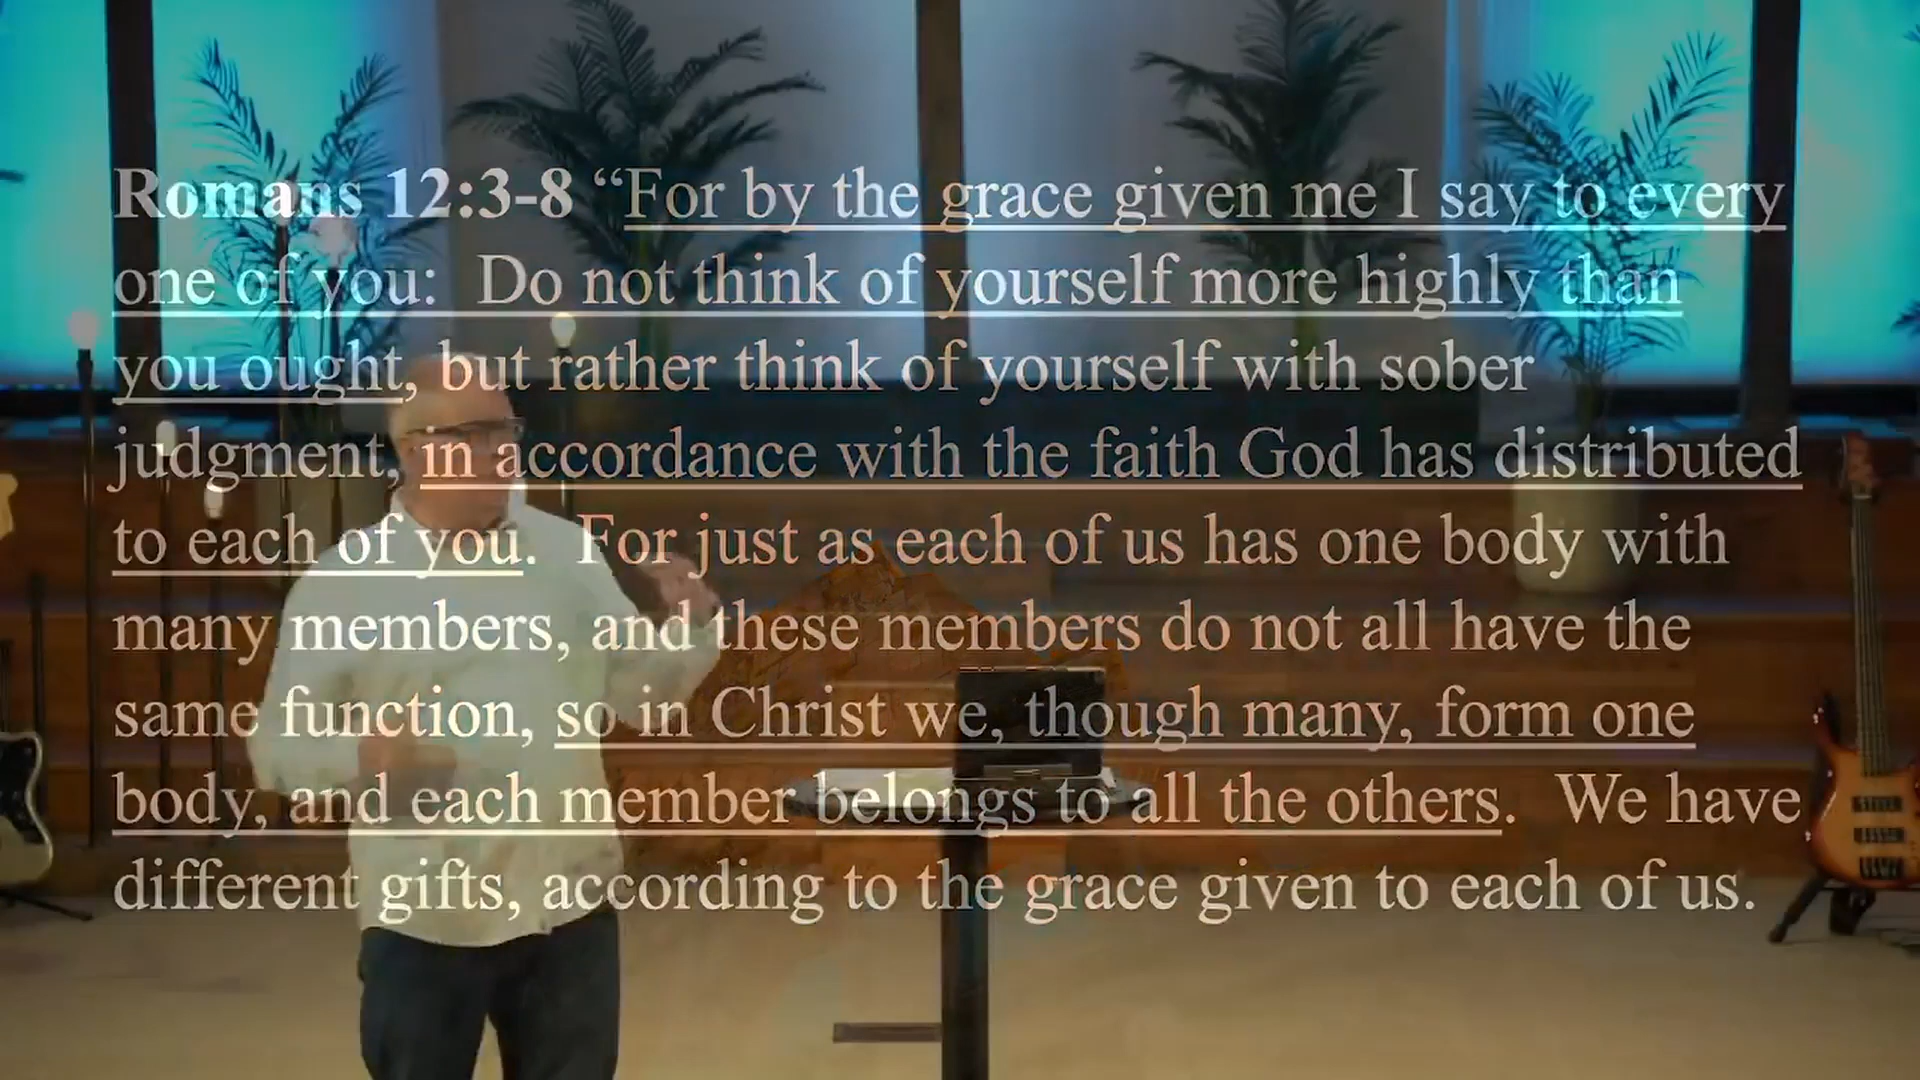 Romans 12:3-8 “For by the grace given me I say to every
one of you:  Do not think of yourself more highly than
you ought, but rather think of yourself with sober
judgment, in accordance with the faith God has distributed
to each of you.  For just as each of us has one body with
many members, and these members do not all have the
same function, so in Christ we, though many, form one
body, and each member belongs to all the others.  We have
different gifts, according to the grace given to each of us.